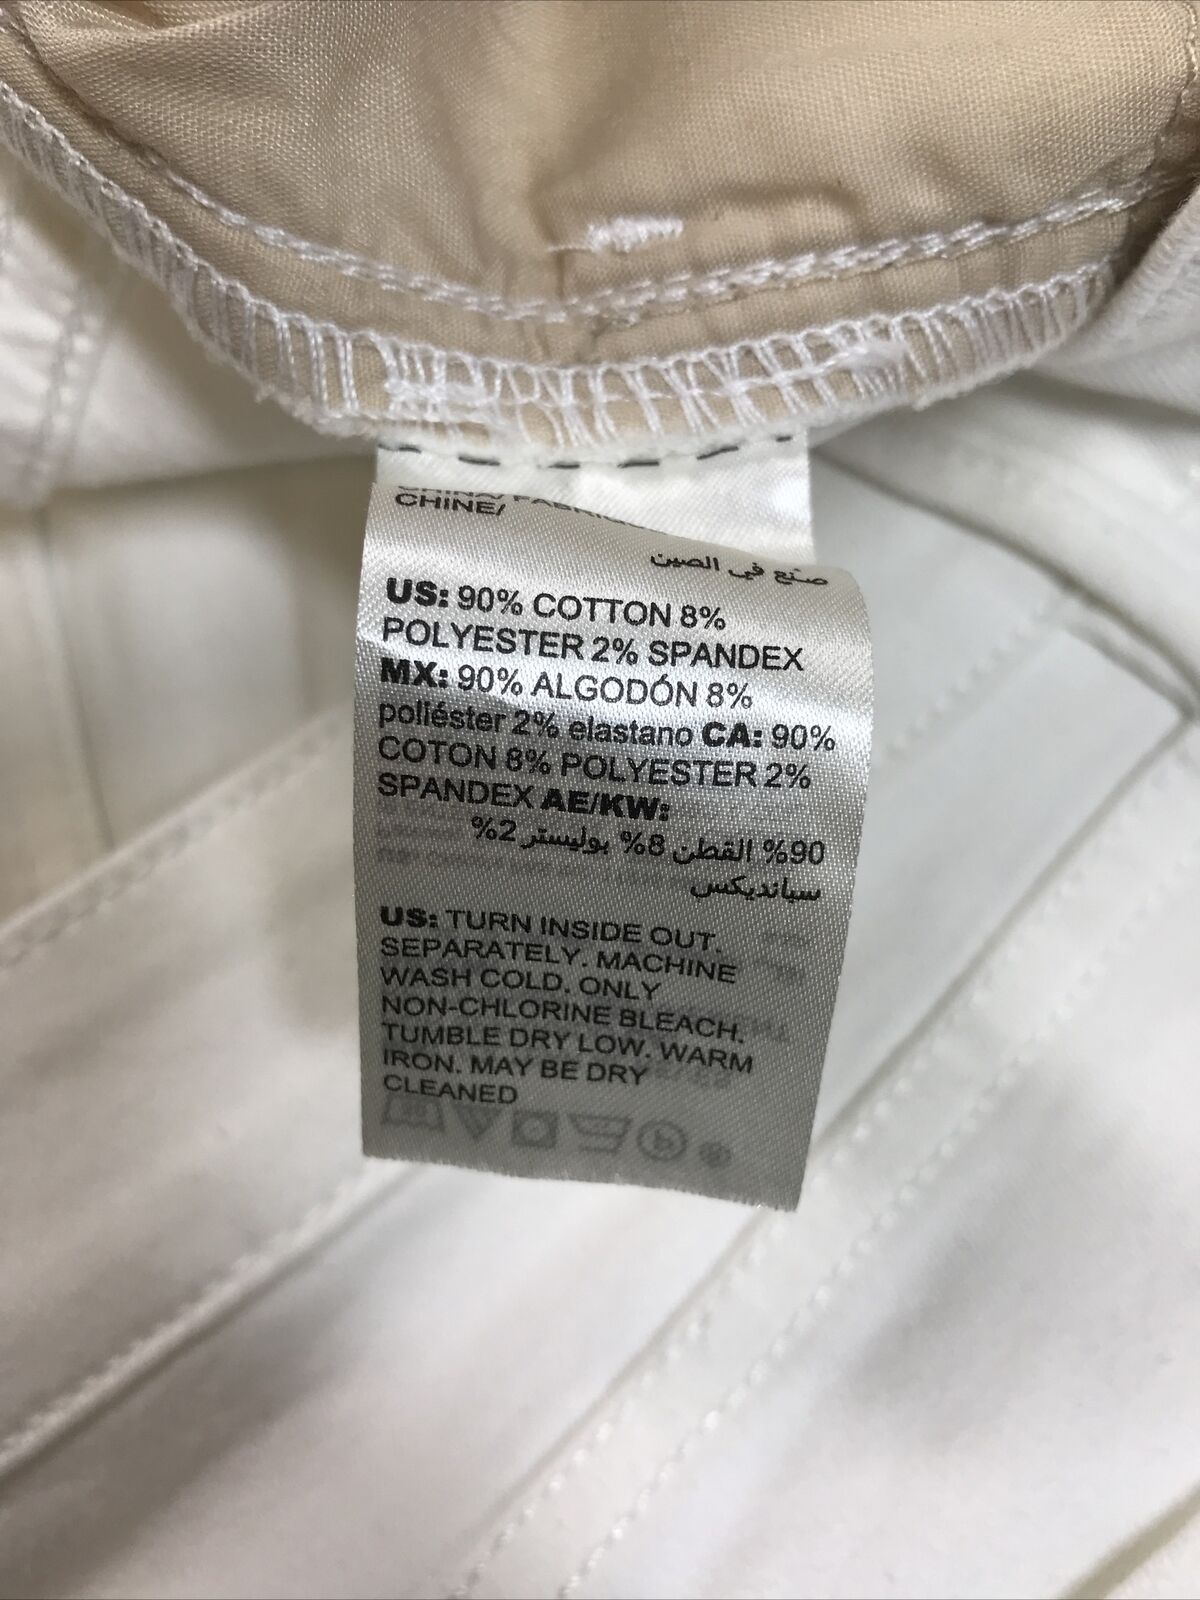 CHINE/
صنع في الصين
US: 90% COTTON 8%
POLYESTER 2% SPANDEX
MX: 90% ALGODÓN 8%
poliéster 2% elastano CA: 90%
COTON 8% POLYESTER 2%
SPANDEX AE/KW:
90% القطن 8% بوليستر 2%
سباندیکس
US: TURN INSIDE OUT.
SEPARATELY. MACHINE
WASH COLD. ONLY
NON-CHLORINE BLEACH.
TUMBLE DRY LOW. WARM
IRON. MAY BE DRY
CLEANED